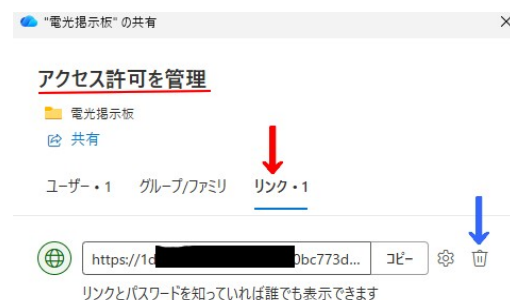 "電光掲示板" の共有
アクセス許可を管理
電光掲示板
共有
ユーザー・1 グループ/ファミリ リンク・1
https://1d 0bc773d... コピー
リンクとパスワードを知っていれば誰でも表示できます